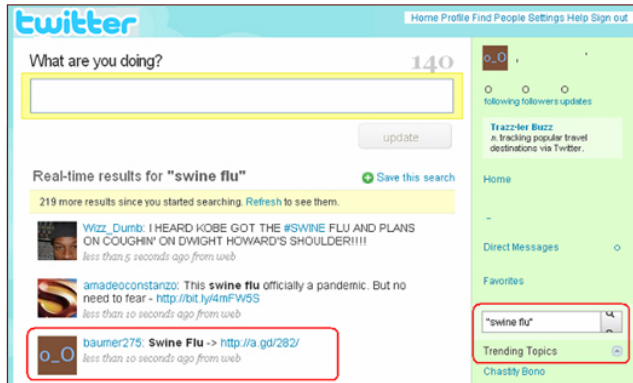 twitter
Home Profile Find People Settings Help Sign out
What are you doing?
140
update
Real-time results for "swine flu"
Save this search
219 more results since you started searching. Refresh to see them.
Wizz_Dumb: I HEARD KOBE GOT THE #SWINE FLU AND PLANS
ON COUGHIN' ON DWIGHT HOWARD'S SHOULDER!!!!
less than 5 seconds ago from web
amadeoconstanzo: This swine flu officially a pandemic. But no
need to fear - http://bit.ly/4mFW5S
less than 10 seconds ago from web
o_O
baumer275: Swine Flu -> http://a.gd/282/
less than 10 seconds ago from web
o_O
0 0 0
following followers updates
Trazzler Buzz
n. tracking popular travel
destinations via Twitter.
Home
Direct Messages 0
Favorites
"swine flu"
Trending Topics
Chastity Bono